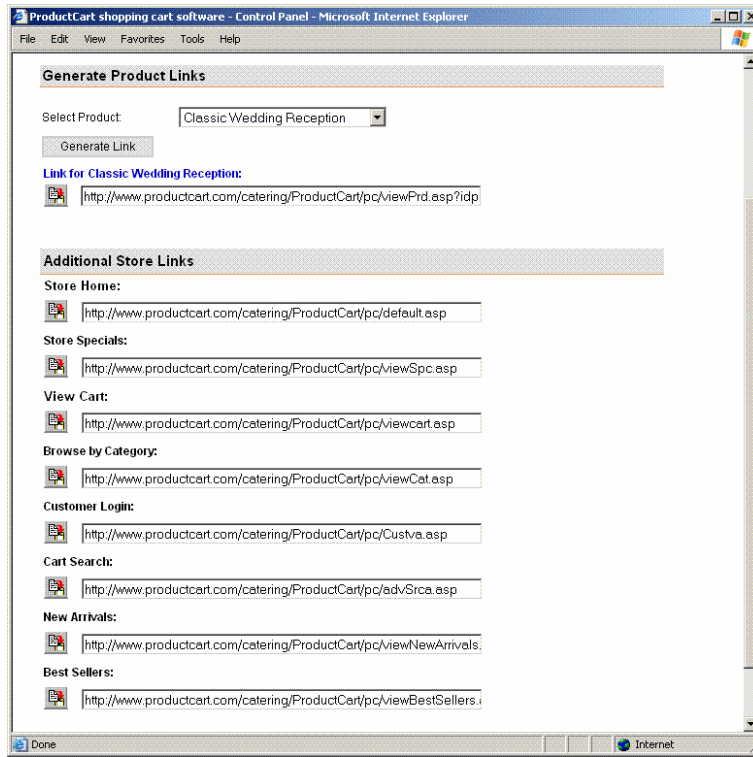 ProductCart shopping cart software - Control Panel - Microsoft Internet Explorer
File Edit View Favorites Tools Help
Generate Product Links
Select Product: Classic Wedding Reception
Generate Link
Link for Classic Wedding Reception:
http://www.productcart.com/catering/ProductCart/pc/viewPrd.asp?idp
Additional Store Links
Store Home:
http://www.productcart.com/catering/ProductCart/pc/default.asp
Store Specials:
http://www.productcart.com/catering/ProductCart/pc/viewSpc.asp
View Cart:
http://www.productcart.com/catering/ProductCart/pc/viewcart.asp
Browse by Category:
http://www.productcart.com/catering/ProductCart/pc/viewCat.asp
Customer Login:
http://www.productcart.com/catering/ProductCart/pc/Custva.asp
Cart Search:
http://www.productcart.com/catering/ProductCart/pc/advSrca.asp
New Arrivals:
http://www.productcart.com/catering/ProductCart/pc/viewNewArrivals.
Best Sellers:
http://www.productcart.com/catering/ProductCart/pc/viewBestSellers.a
Done Internet